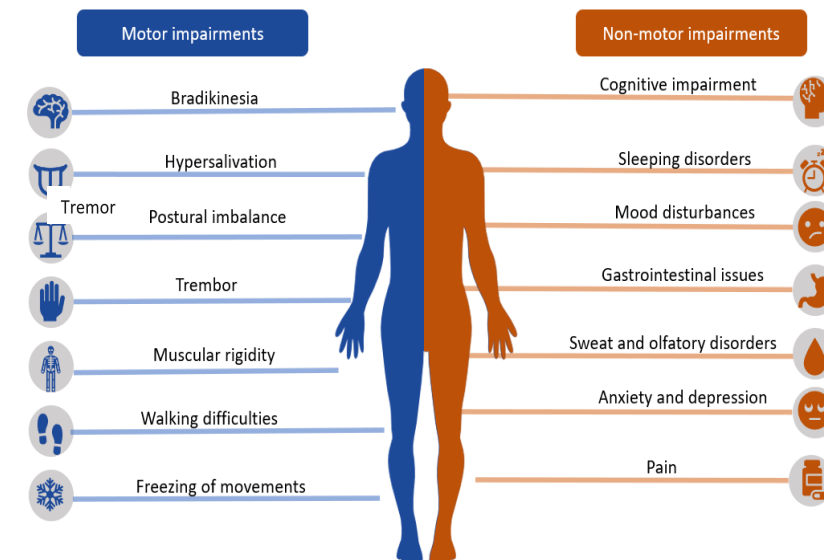 Motor impairments
Non-motor impairments
Bradikinesia
Hypersalivation
Tremor
Postural imbalance
Trembor
Muscular rigidity
Walking difficulties
Freezing of movements
Cognitive impairment
Sleeping disorders
Mood disturbances
Gastrointestinal issues
Sweat and olfatory disorders
Anxiety and depression
Pain